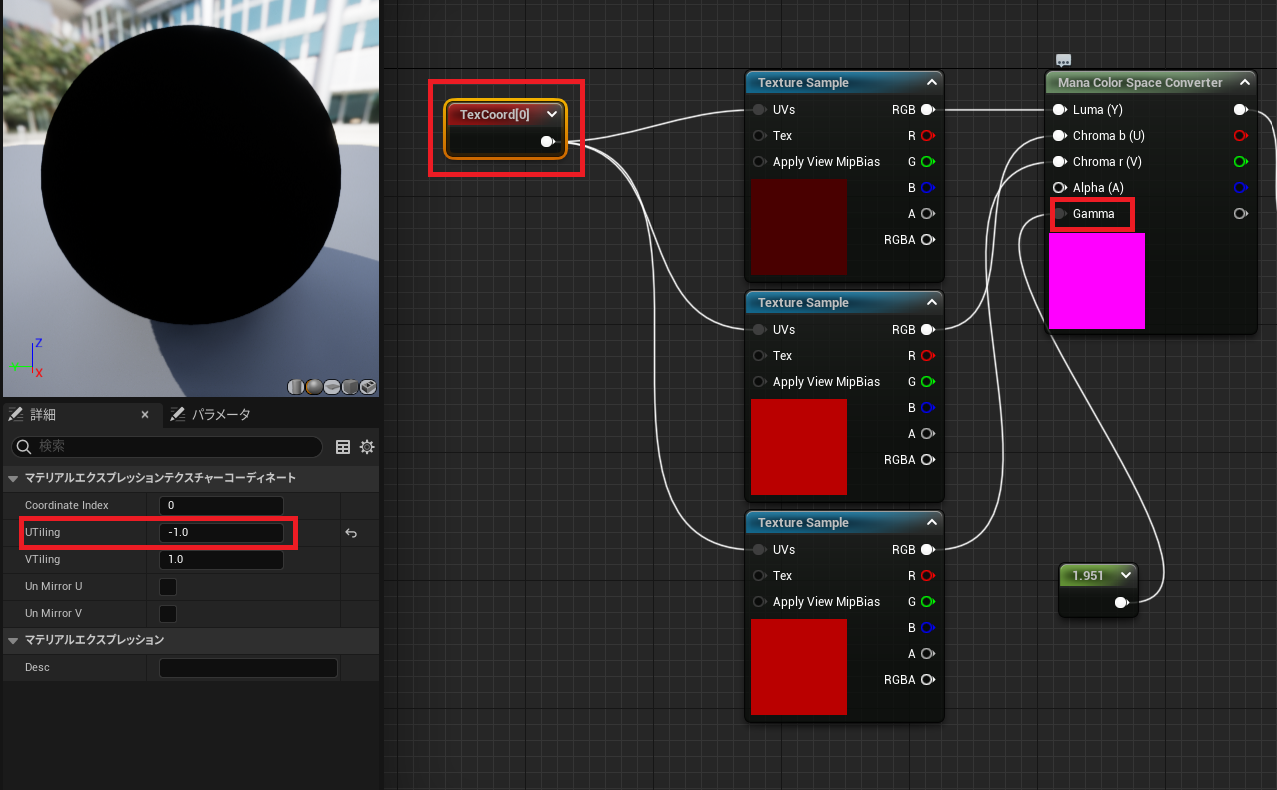 Z
X
詳細
×
パラメータ
検索
マテリアルエクスプレッションテクスチャーコーディネート
Coordinate Index
0
UTiling
-1.0
VTiling
1.0
Un Mirror U
Un Mirror V
マテリアルエクスプレッション
Desc
TexCoord[0]
Texture Sample
UVs
RGB
Tex
R
Apply View MipBias
G
B
A
RGBA
Texture Sample
UVs
RGB
Tex
R
Apply View MipBias
G
B
A
RGBA
Texture Sample
UVs
RGB
Tex
R
Apply View MipBias
G
B
A
RGBA
Mana Color Space Converter
Luma (Y)
Chroma b (U)
Chroma r (V)
Alpha (A)
Gamma
1.951